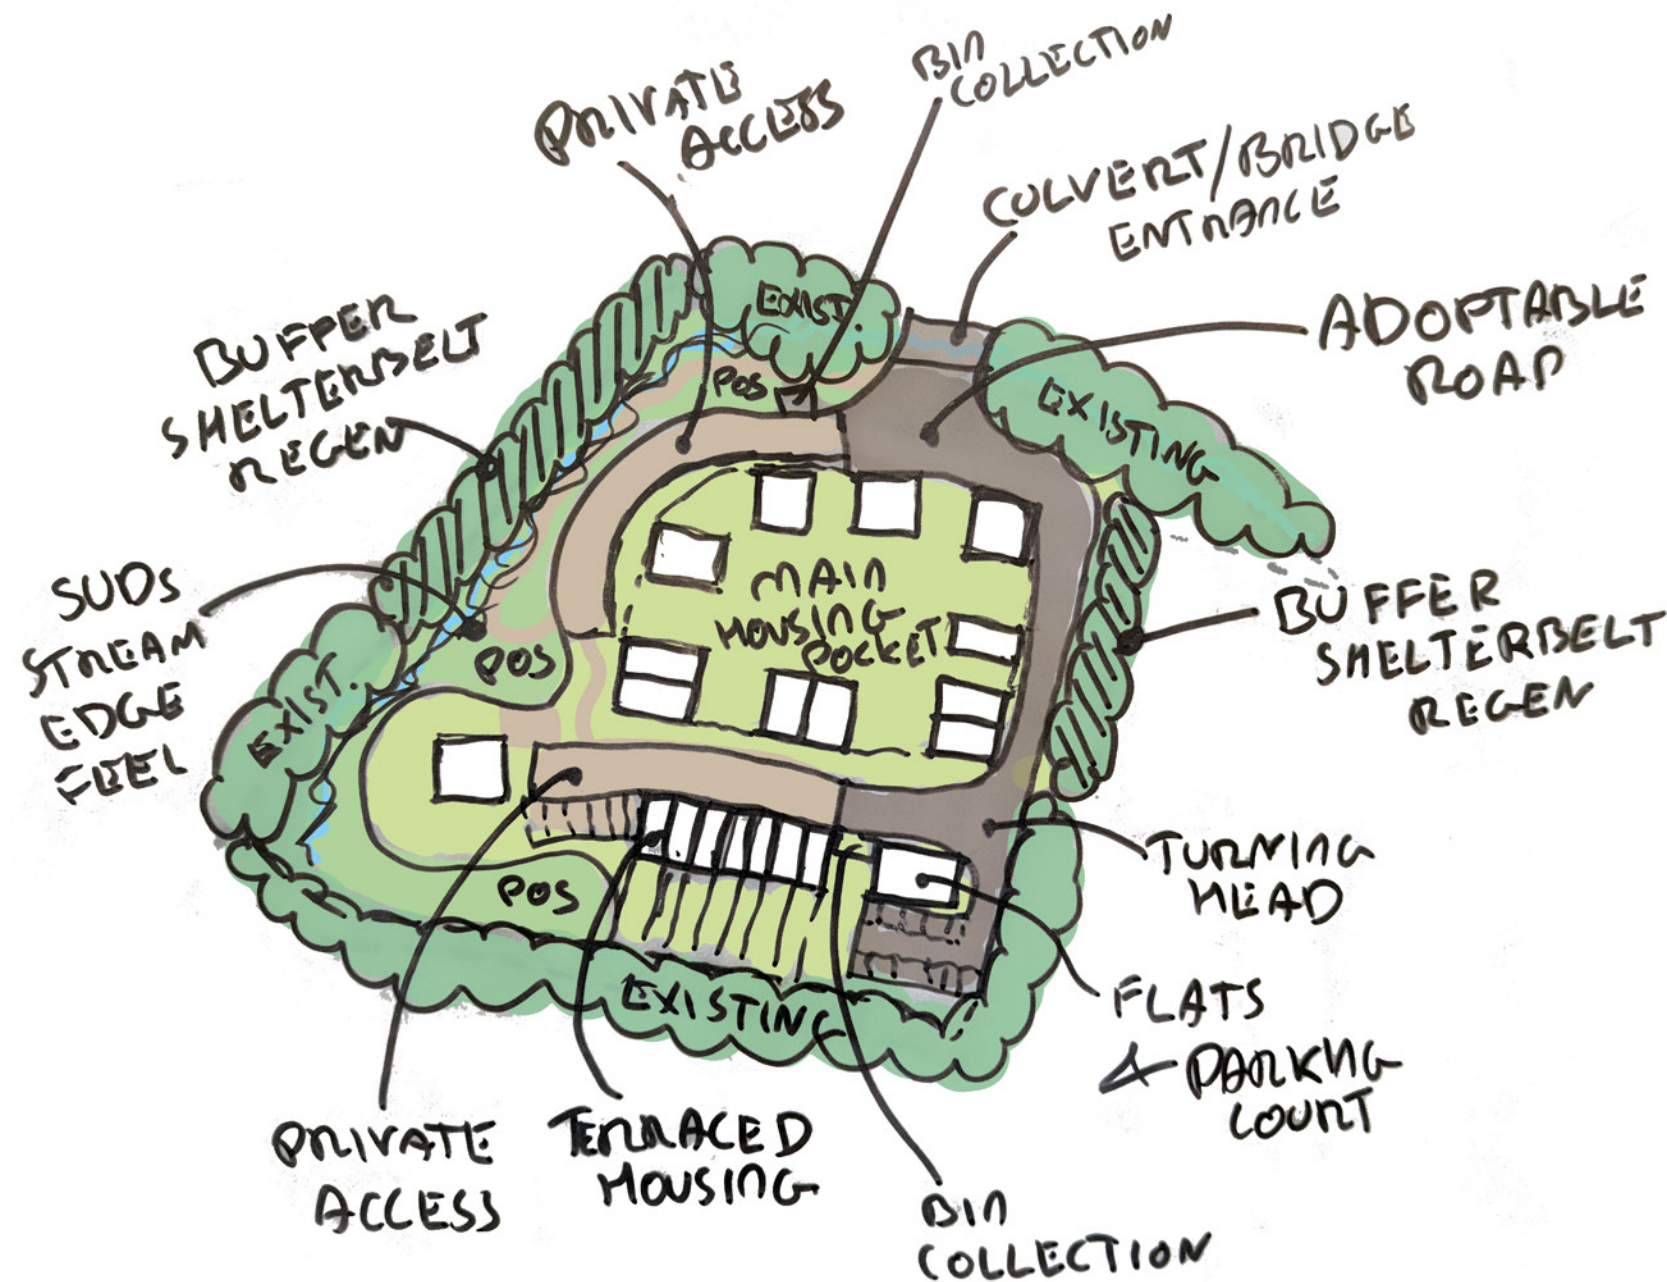 BIN
COLLECTION
PRIVATE
ACCESS
CULVERT/BRIDGE
ENTRANCE
ADOPTABLE
ROAD
BUFFER
SHELTERBELT
REGEN
EXIST.
POS
EXISTING
SUDS
STREAM
EDGE
FEEL
MAIN
HOUSING
POCKET
POS
EXIST.
BUFFER
SHELTERBELT
REGEN
TURNING
HEAD
POS
EXISTING
FLATS
& PARKING
COURT
PRIVATE
ACCESS
TERRACED
HOUSING
BIN
COLLECTION